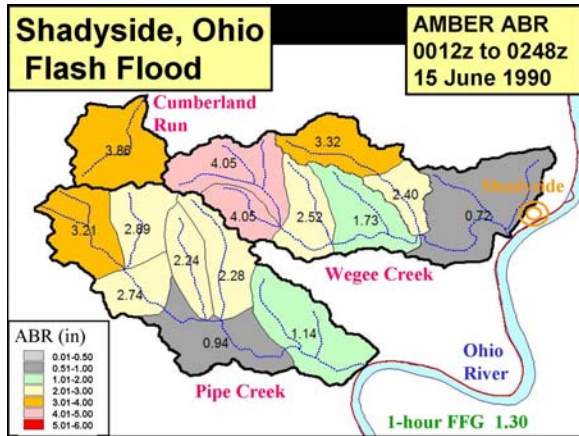 Shadyside, Ohio
Flash Flood
AMBER ABR
0012z to 0248z
15 June 1990
Cumberland
Run
3.86
4.05
3.32
4.05
2.52
1.73
2.40
0.72
Shadyside
3.21
2.89
2.24
2.28
2.74
0.94
1.14
Wegee Creek
Pipe Creek
Ohio
River
1-hour FFG 1.30
ABR (in)
0.01-0.50
0.51-1.00
1.01-2.00
2.01-3.00
3.01-4.00
4.01-5.00
5.01-6.00